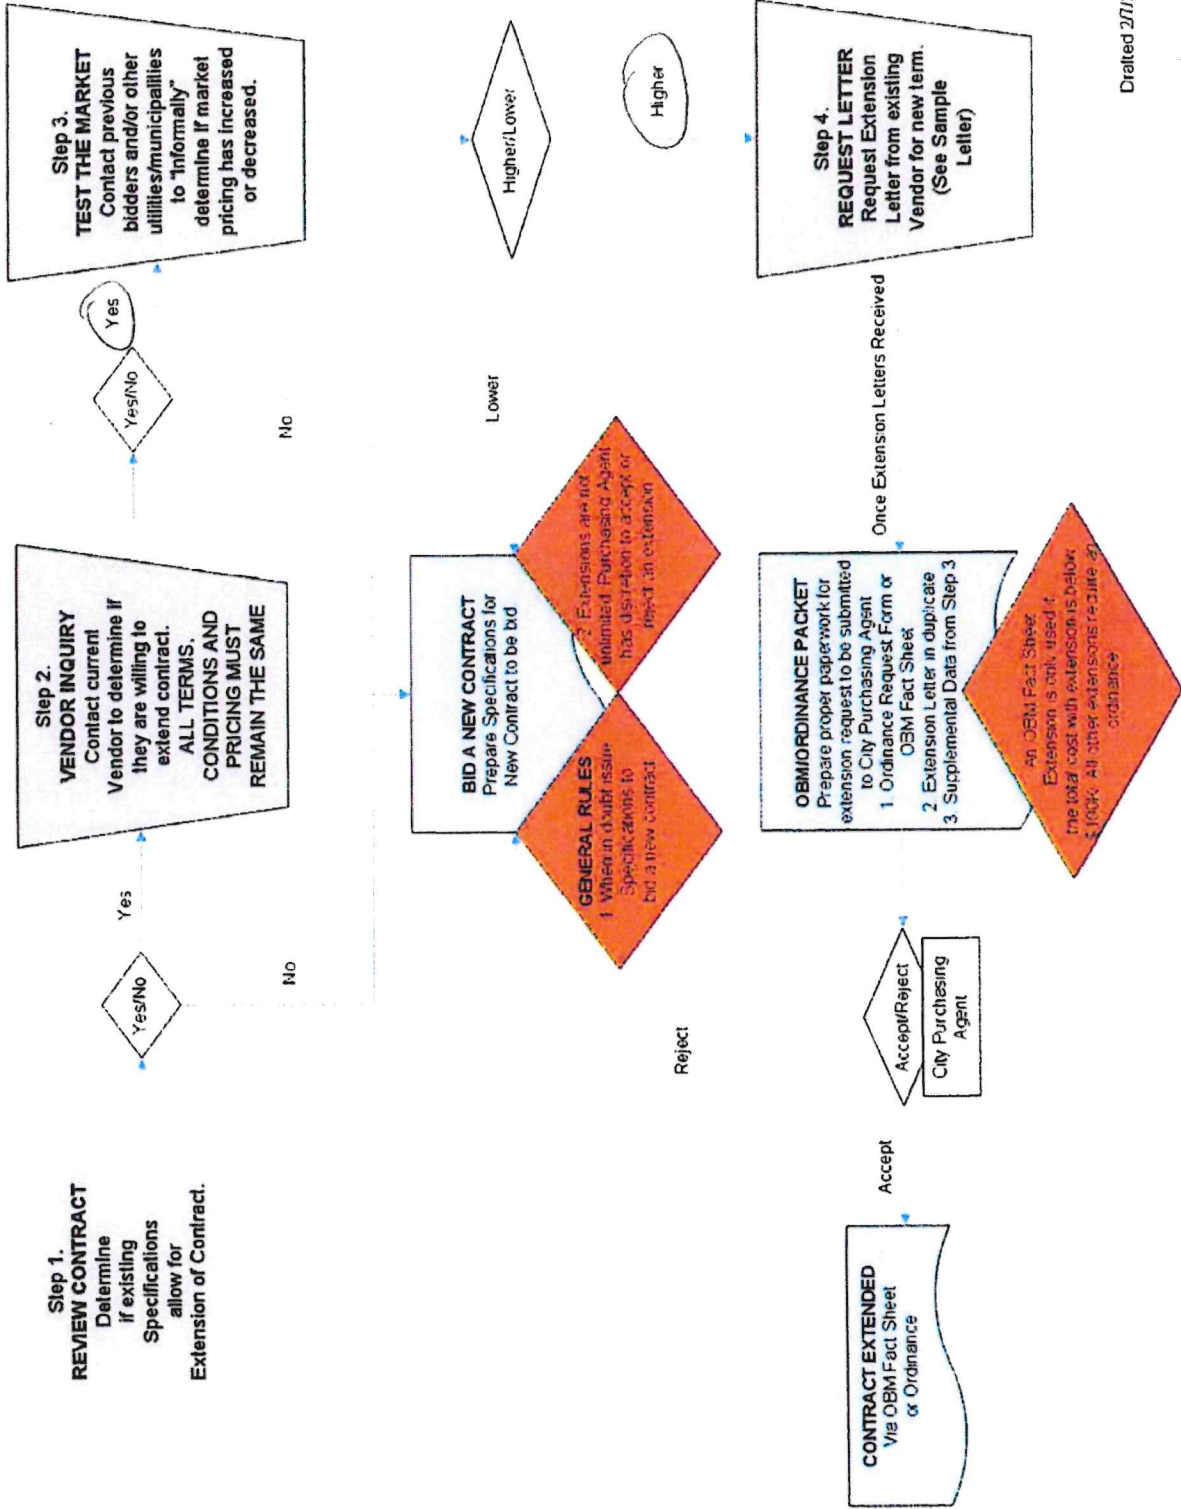 Step 1.
REVIEW CONTRACT
Determine
if existing
Specifications
allow for
Extension of Contract.
Yes/No
Yes
No
Step 2.
VENDOR INQUIRY
Contact current
Vendor to determine if
they are willing to
extend contract.
ALL TERMS,
CONDITIONS AND
PRICING MUST
REMAIN THE SAME
Yes/No
Yes
No
Step 3.
TEST THE MARKET
Contact previous
bidders and/or other
utilities/municipalities
to "Informally"
determine if market
pricing has increased
or decreased.
Higher/Lower
Lower
Higher
BID A NEW CONTRACT
Prepare Specifications for
New Contract to be bid
GENERAL RULES
1. When in doubt issue
Specifications to
bid a new contract
2. Extensions are not
unlimited. Purchasing Agent
has discretion to accept or
reject an extension
Reject
Step 4.
REQUEST LETTER
Request Extension
Letter from existing
Vendor for new term.
(See Sample
Letter)
Once Extension Letters Received
OBM/ORDINANCE PACKET
Prepare proper paperwork for
extension request to be submitted
to City Purchasing Agent
1. Ordinance Request Form or
OBM Fact Sheet
2. Extension Letter in duplicate
3. Supplemental Data from Step 3
An OBM Fact Sheet
Extension is only used if
the total cost with extension is below
$100K. All other extensions require an
ordinance
Accept/Reject
City Purchasing
Agent
Accept
CONTRACT EXTENDED
Via OBM Fact Sheet
or Ordinance
Drafted 2/7/